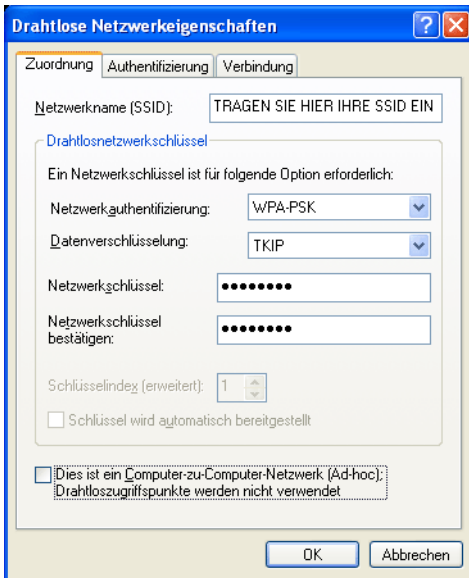 Drahtlose Netzwerkeigenschaften
Zuordnung Authentifizierung Verbindung
Netzwerkname (SSID): TRAGEN SIE HIER IHRE SSID EIN
Drahtlosnetzwerkschlüssel
Ein Netzwerkschlüssel ist für folgende Option erforderlich:
Netzwerkauthentifizierung: WPA-PSK
Datenverschlüsselung: TKIP
Netzwerkschlüssel: ••••••••
Netzwerkschlüssel
bestätigen: ••••••••
Schlüsselindex (erweitert): 1
Schlüssel wird automatisch bereitgestellt
Dies ist ein Computer-zu-Computer-Netzwerk (Ad-hoc);
Drahtloszugriffspunkte werden nicht verwendet
OK Abbrechen